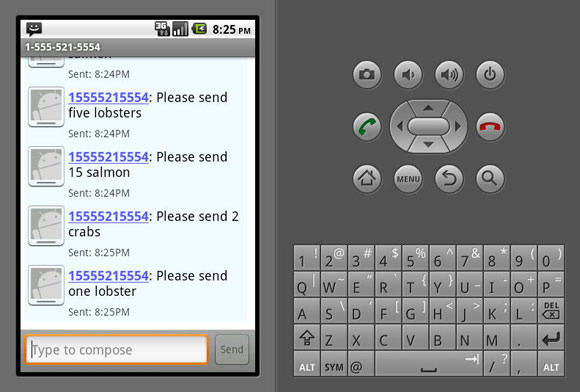 3G
8:25 PM
1-555-521-5554
salmon
Sent: 8:24PM
15555215554: Please send
five lobsters
Sent: 8:24PM
15555215554: Please send
15 salmon
Sent: 8:24PM
15555215554: Please send 2
crabs
Sent: 8:25PM
15555215554: Please send
one lobster
Sent: 8:25PM
Type to compose
Send
MENU
1 ! 2 @ 3 # 4 $ 5 % 6 ^ 7 & 8 * 9 ( 0 )
Q | W ~ E " R ` T { Y } U _ I - O + P =
A S \ D ' F [ G ] H < J > K ; L : DEL
Z X C V B N M .
ALT SYM @ / ? , ALT